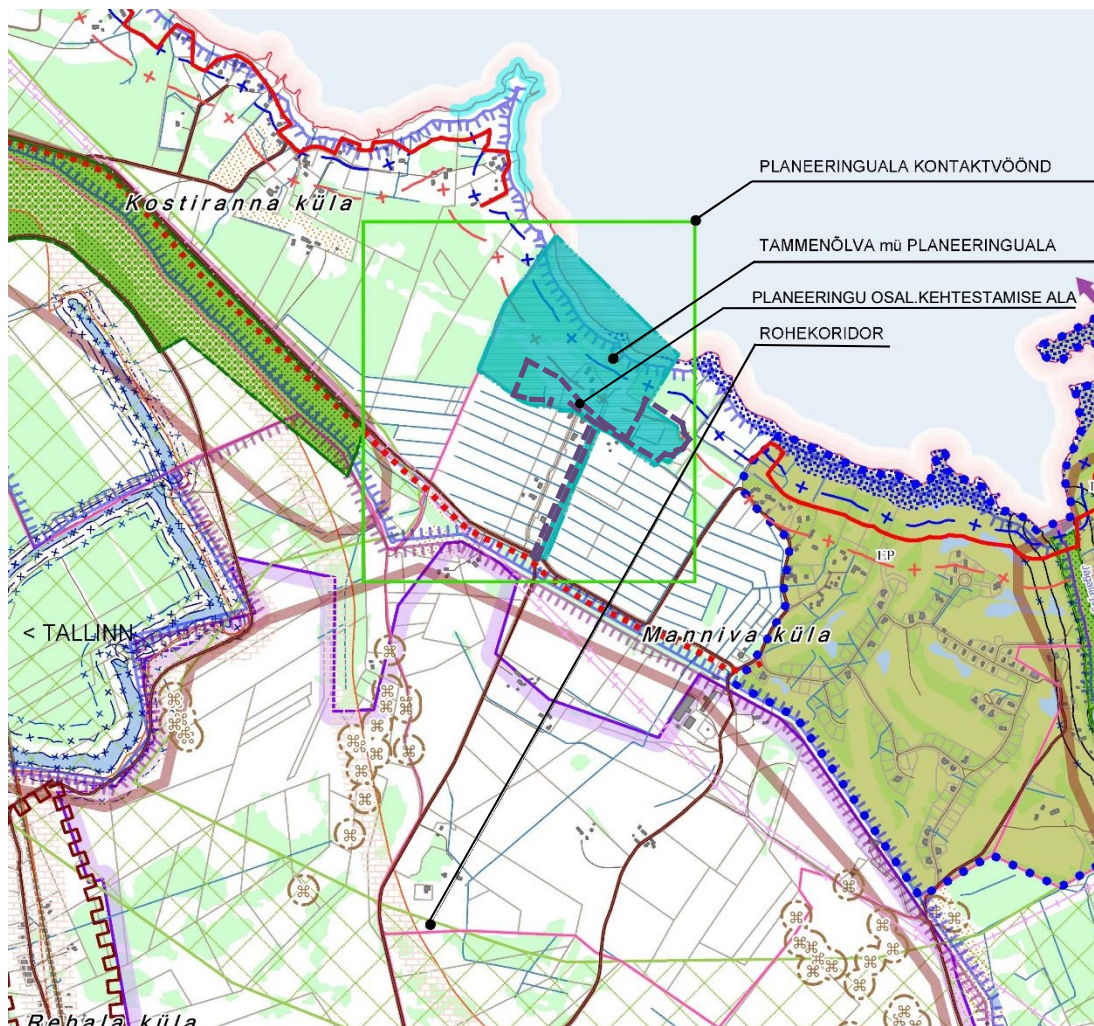 PLANEERINGUALA KONTAKTVÖÖND
Kostiranna küla
TAMMENÕLVA mü PLANEERINGUALA
PLANEERINGU OSAL.KEHTESTAMISE ALA
ROHEKORIDOR
EP
< TALLINN
Manniva küla
Rebala küla